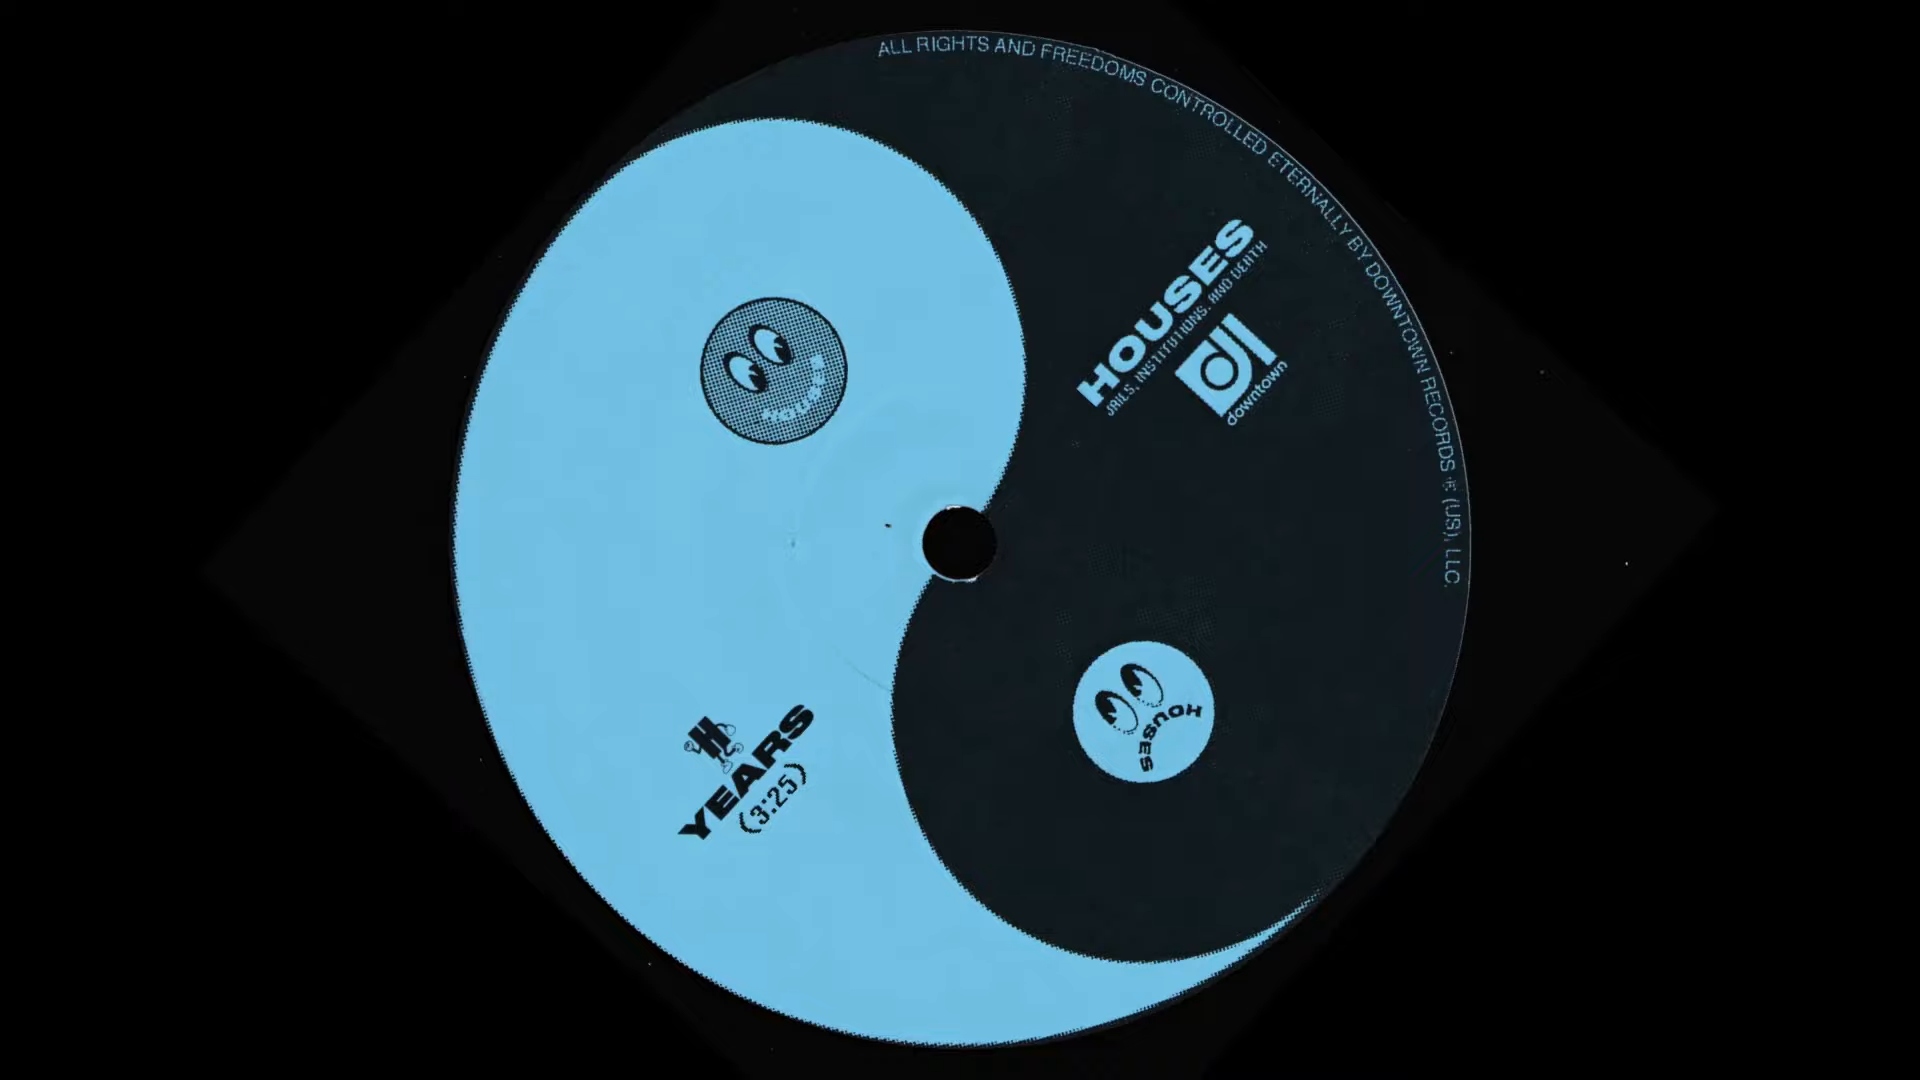 ALL RIGHTS AND FREEDOMS CONTROLLED ETERNALLY BY DOWNTOWN RECORDS ℗ (US), LLC.
HOUSES
JAILS, INSTITUTIONS, AND DEATH
downtown
HOUSES
HOUSES
H
YEARS
(3:25)